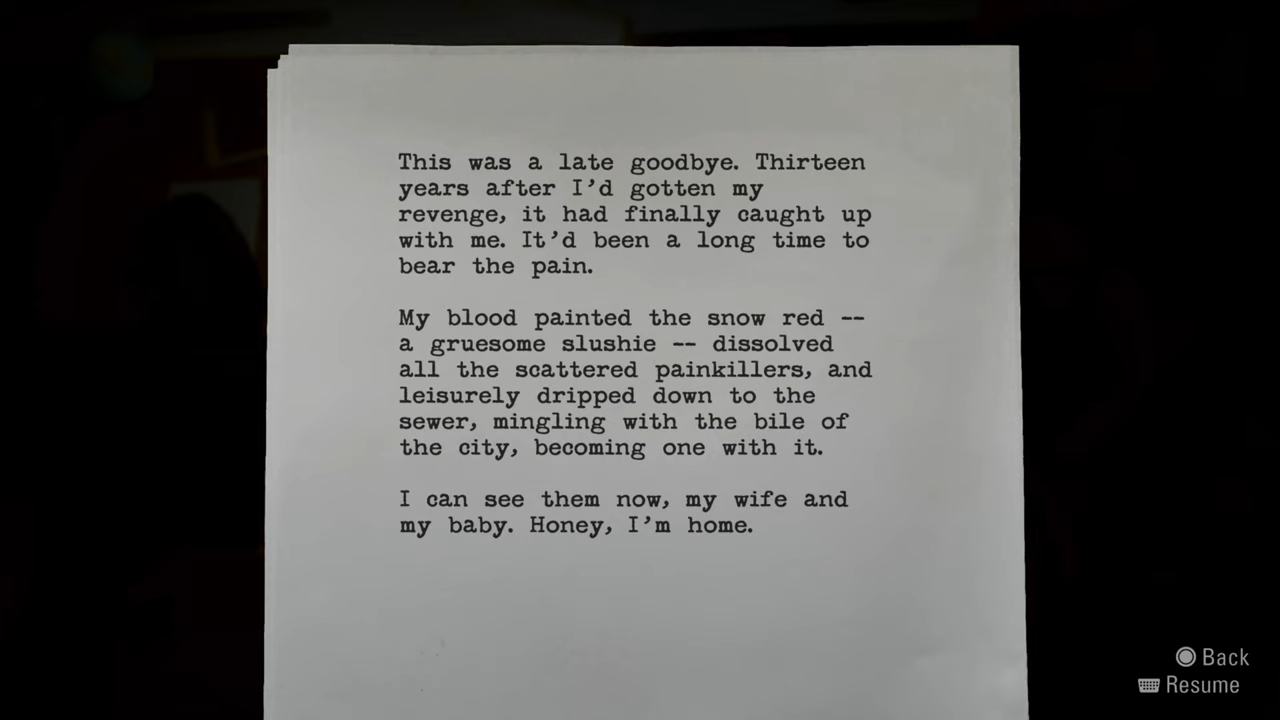 This was a late goodbye. Thirteen
years after I’d gotten my
revenge, it had finally caught up
with me. It’d been a long time to
bear the pain.
My blood painted the snow red --
a gruesome slushie -- dissolved
all the scattered painkillers, and
leisurely dripped down to the
sewer, mingling with the bile of
the city, becoming one with it.
I can see them now, my wife and
my baby. Honey, I’m home.
Back
Resume